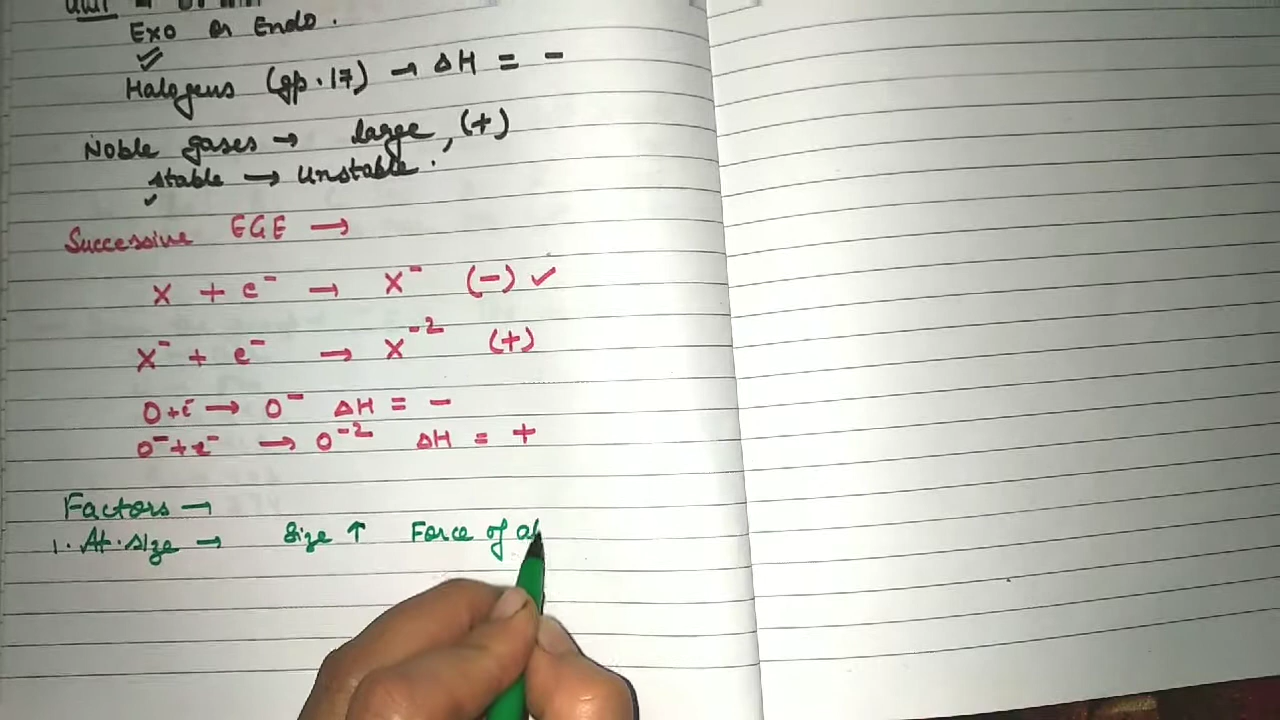 Exo or Endo.
Halogens (gp.17) → ΔH = -
Noble gases → large, (+)
stable → Unstable.
Successive EGE →
X + e⁻ → X⁻ (-) ✓
X⁻ + e⁻ → X⁻² (+)
O+e⁻ → O⁻ ΔH = -
O⁻+e⁻ → O⁻² ΔH = +
Factors →
1. At. size → Size ↑ Force of